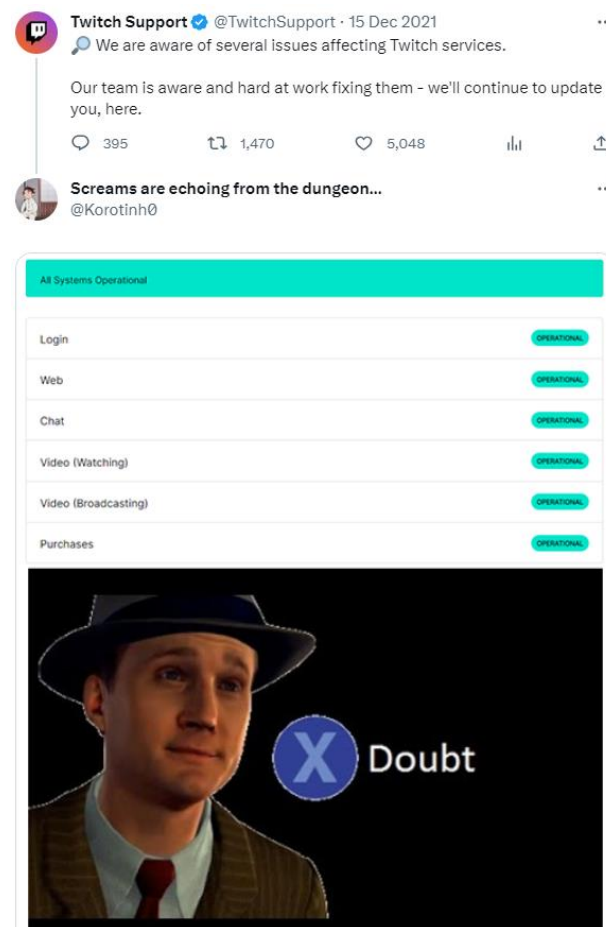 Twitch Support @TwitchSupport · 15 Dec 2021
🔎 We are aware of several issues affecting Twitch services.
Our team is aware and hard at work fixing them - we'll continue to update
you, here.
395 1,470 5,048
Screams are echoing from the dungeon...
@Korotinh0
All Systems Operational
Login OPERATIONAL
Web OPERATIONAL
Chat OPERATIONAL
Video (Watching) OPERATIONAL
Video (Broadcasting) OPERATIONAL
Purchases OPERATIONAL
X Doubt